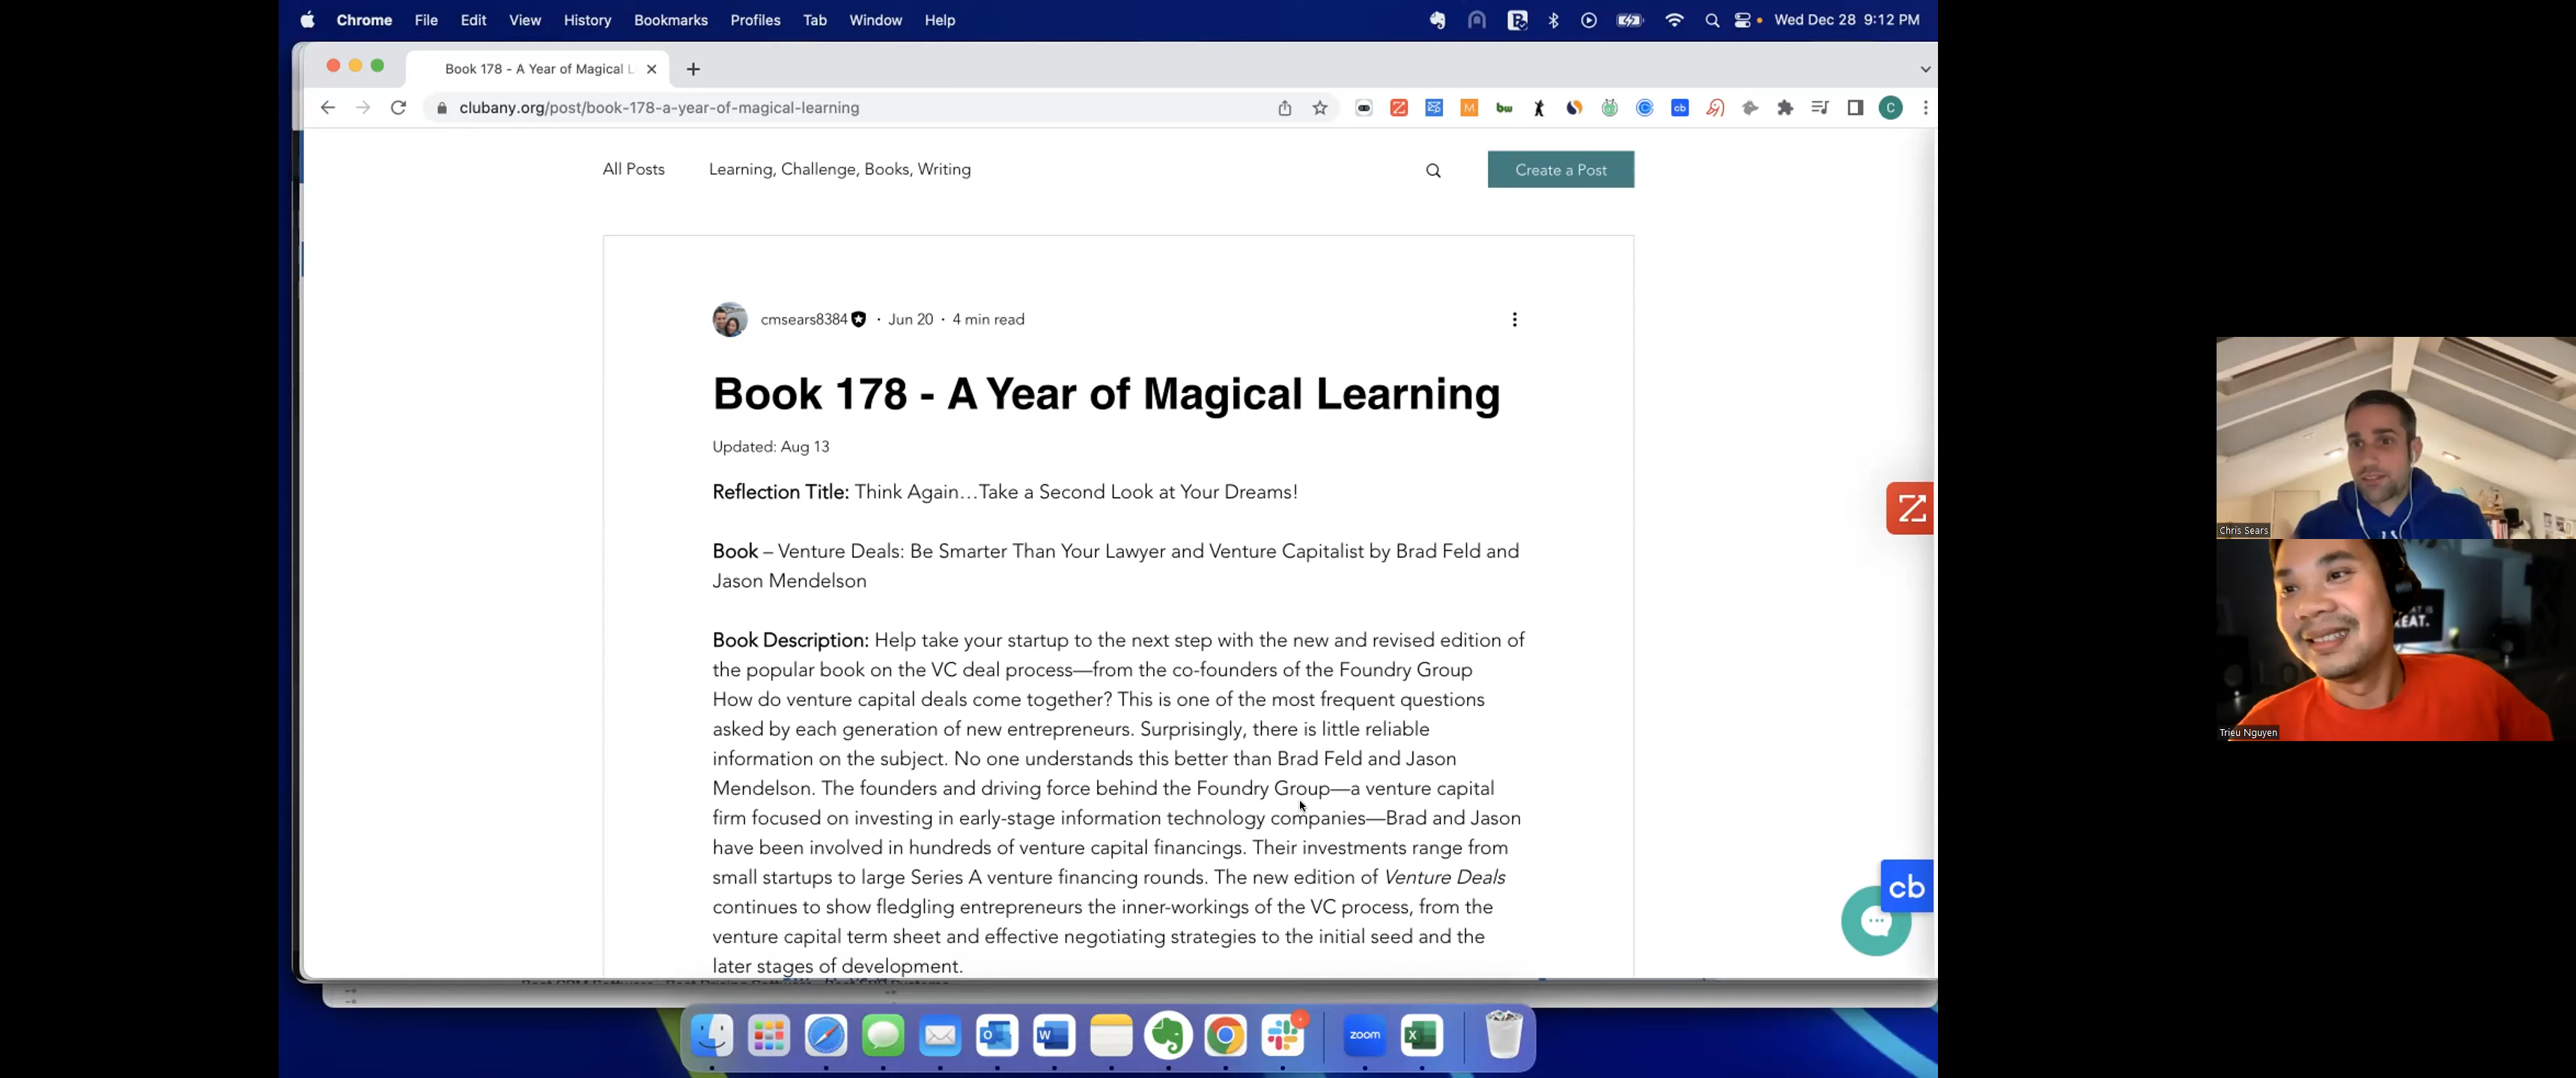 Chrome File Edit View History Bookmarks Profiles Tab Window Help Wed Dec 28 9:12 PM
Book 178 - A Year of Magical L
clubany.org/post/book-178-a-year-of-magical-learning
M bw cb C
All Posts Learning, Challenge, Books, Writing Create a Post
cmsears8384 · Jun 20 · 4 min read
Book 178 - A Year of Magical Learning
Updated: Aug 13
Reflection Title: Think Again…Take a Second Look at Your Dreams!
Book – Venture Deals: Be Smarter Than Your Lawyer and Venture Capitalist by Brad Feld and
Jason Mendelson
Book Description: Help take your startup to the next step with the new and revised edition of
the popular book on the VC deal process—from the co-founders of the Foundry Group
How do venture capital deals come together? This is one of the most frequent questions
asked by each generation of new entrepreneurs. Surprisingly, there is little reliable
information on the subject. No one understands this better than Brad Feld and Jason
Mendelson. The founders and driving force behind the Foundry Group—a venture capital
firm focused on investing in early-stage information technology companies—Brad and Jason
have been involved in hundreds of venture capital financings. Their investments range from
small startups to large Series A venture financing rounds. The new edition of Venture Deals
continues to show fledgling entrepreneurs the inner-workings of the VC process, from the
venture capital term sheet and effective negotiating strategies to the initial seed and the
later stages of development.
cb
zoom
Chris Sears
EAT.
Trieu Nguyen